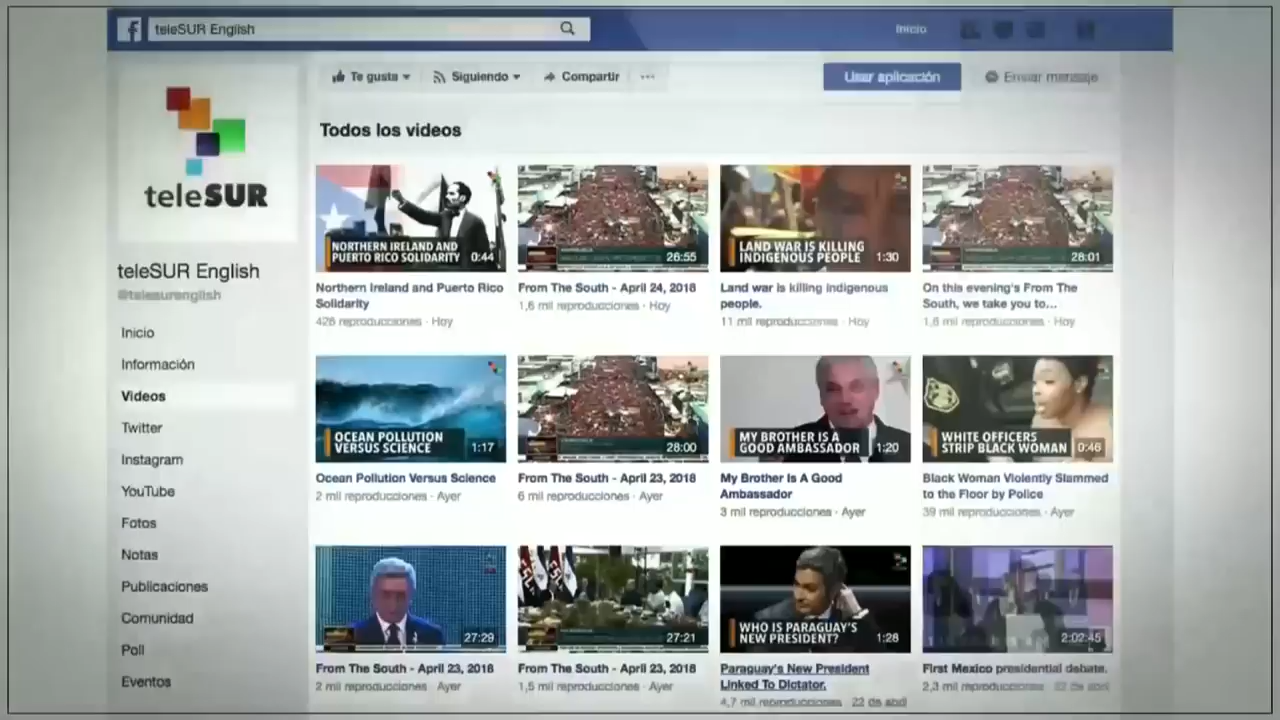 teleSUR English
Inicio
Te gusta
Siguiendo
Compartir
Usar aplicación
Enviar mensaje
teleSUR
teleSUR English
@telesurenglish
Inicio
Información
Videos
Twitter
Instagram
YouTube
Fotos
Notas
Publicaciones
Comunidad
Poll
Eventos
Todos los videos
NORTHERN IRELAND AND
PUERTO RICO SOLIDARITY
0:44
Northern Ireland and Puerto Rico
Solidarity
426 reproducciones · Hoy
26:55
From The South - April 24, 2018
1,6 mil reproducciones · Hoy
LAND WAR IS KILLING
INDIGENOUS PEOPLE
1:30
Land war is killing indigenous
people.
11 mil reproducciones · Hoy
28:01
On this evening's From The
South, we take you to...
1,6 mil reproducciones · Hoy
OCEAN POLLUTION
VERSUS SCIENCE
1:17
Ocean Pollution Versus Science
2 mil reproducciones · Ayer
28:00
From The South - April 23, 2018
6 mil reproducciones · Ayer
MY BROTHER IS A
GOOD AMBASSADOR
1:20
My Brother Is A Good
Ambassador
3 mil reproducciones · Ayer
WHITE OFFICERS
STRIP BLACK WOMAN
0:46
Black Woman Violently Slammed
to the Floor by Police
39 mil reproducciones · Ayer
27:29
From The South - April 23, 2018
2 mil reproducciones · Ayer
27:21
From The South - April 23, 2018
1,5 mil reproducciones · Ayer
WHO IS PARAGUAY'S
NEW PRESIDENT?
1:28
Paraguay's New President
Linked To Dictator.
4,7 mil reproducciones · 22 de abril
2:02:45
First Mexico presidential debate.
2,3 mil reproducciones · 22 de abril